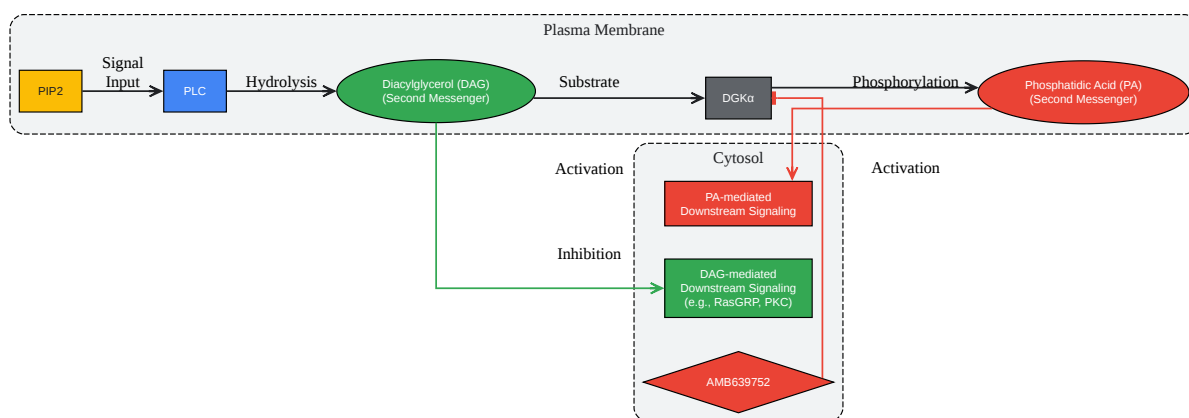 Plasma Membrane
Signal
Input
Hydrolysis
Substrate
Phosphorylation
PIP2
PLC
Diacylglycerol (DAG)
(Second Messenger)
DGKα
Phosphatidic Acid (PA)
(Second Messenger)
Cytosol
Activation
Activation
PA-mediated
Downstream Signaling
Inhibition
DAG-mediated
Downstream Signaling
(e.g., RasGRP, PKC)
AMB639752